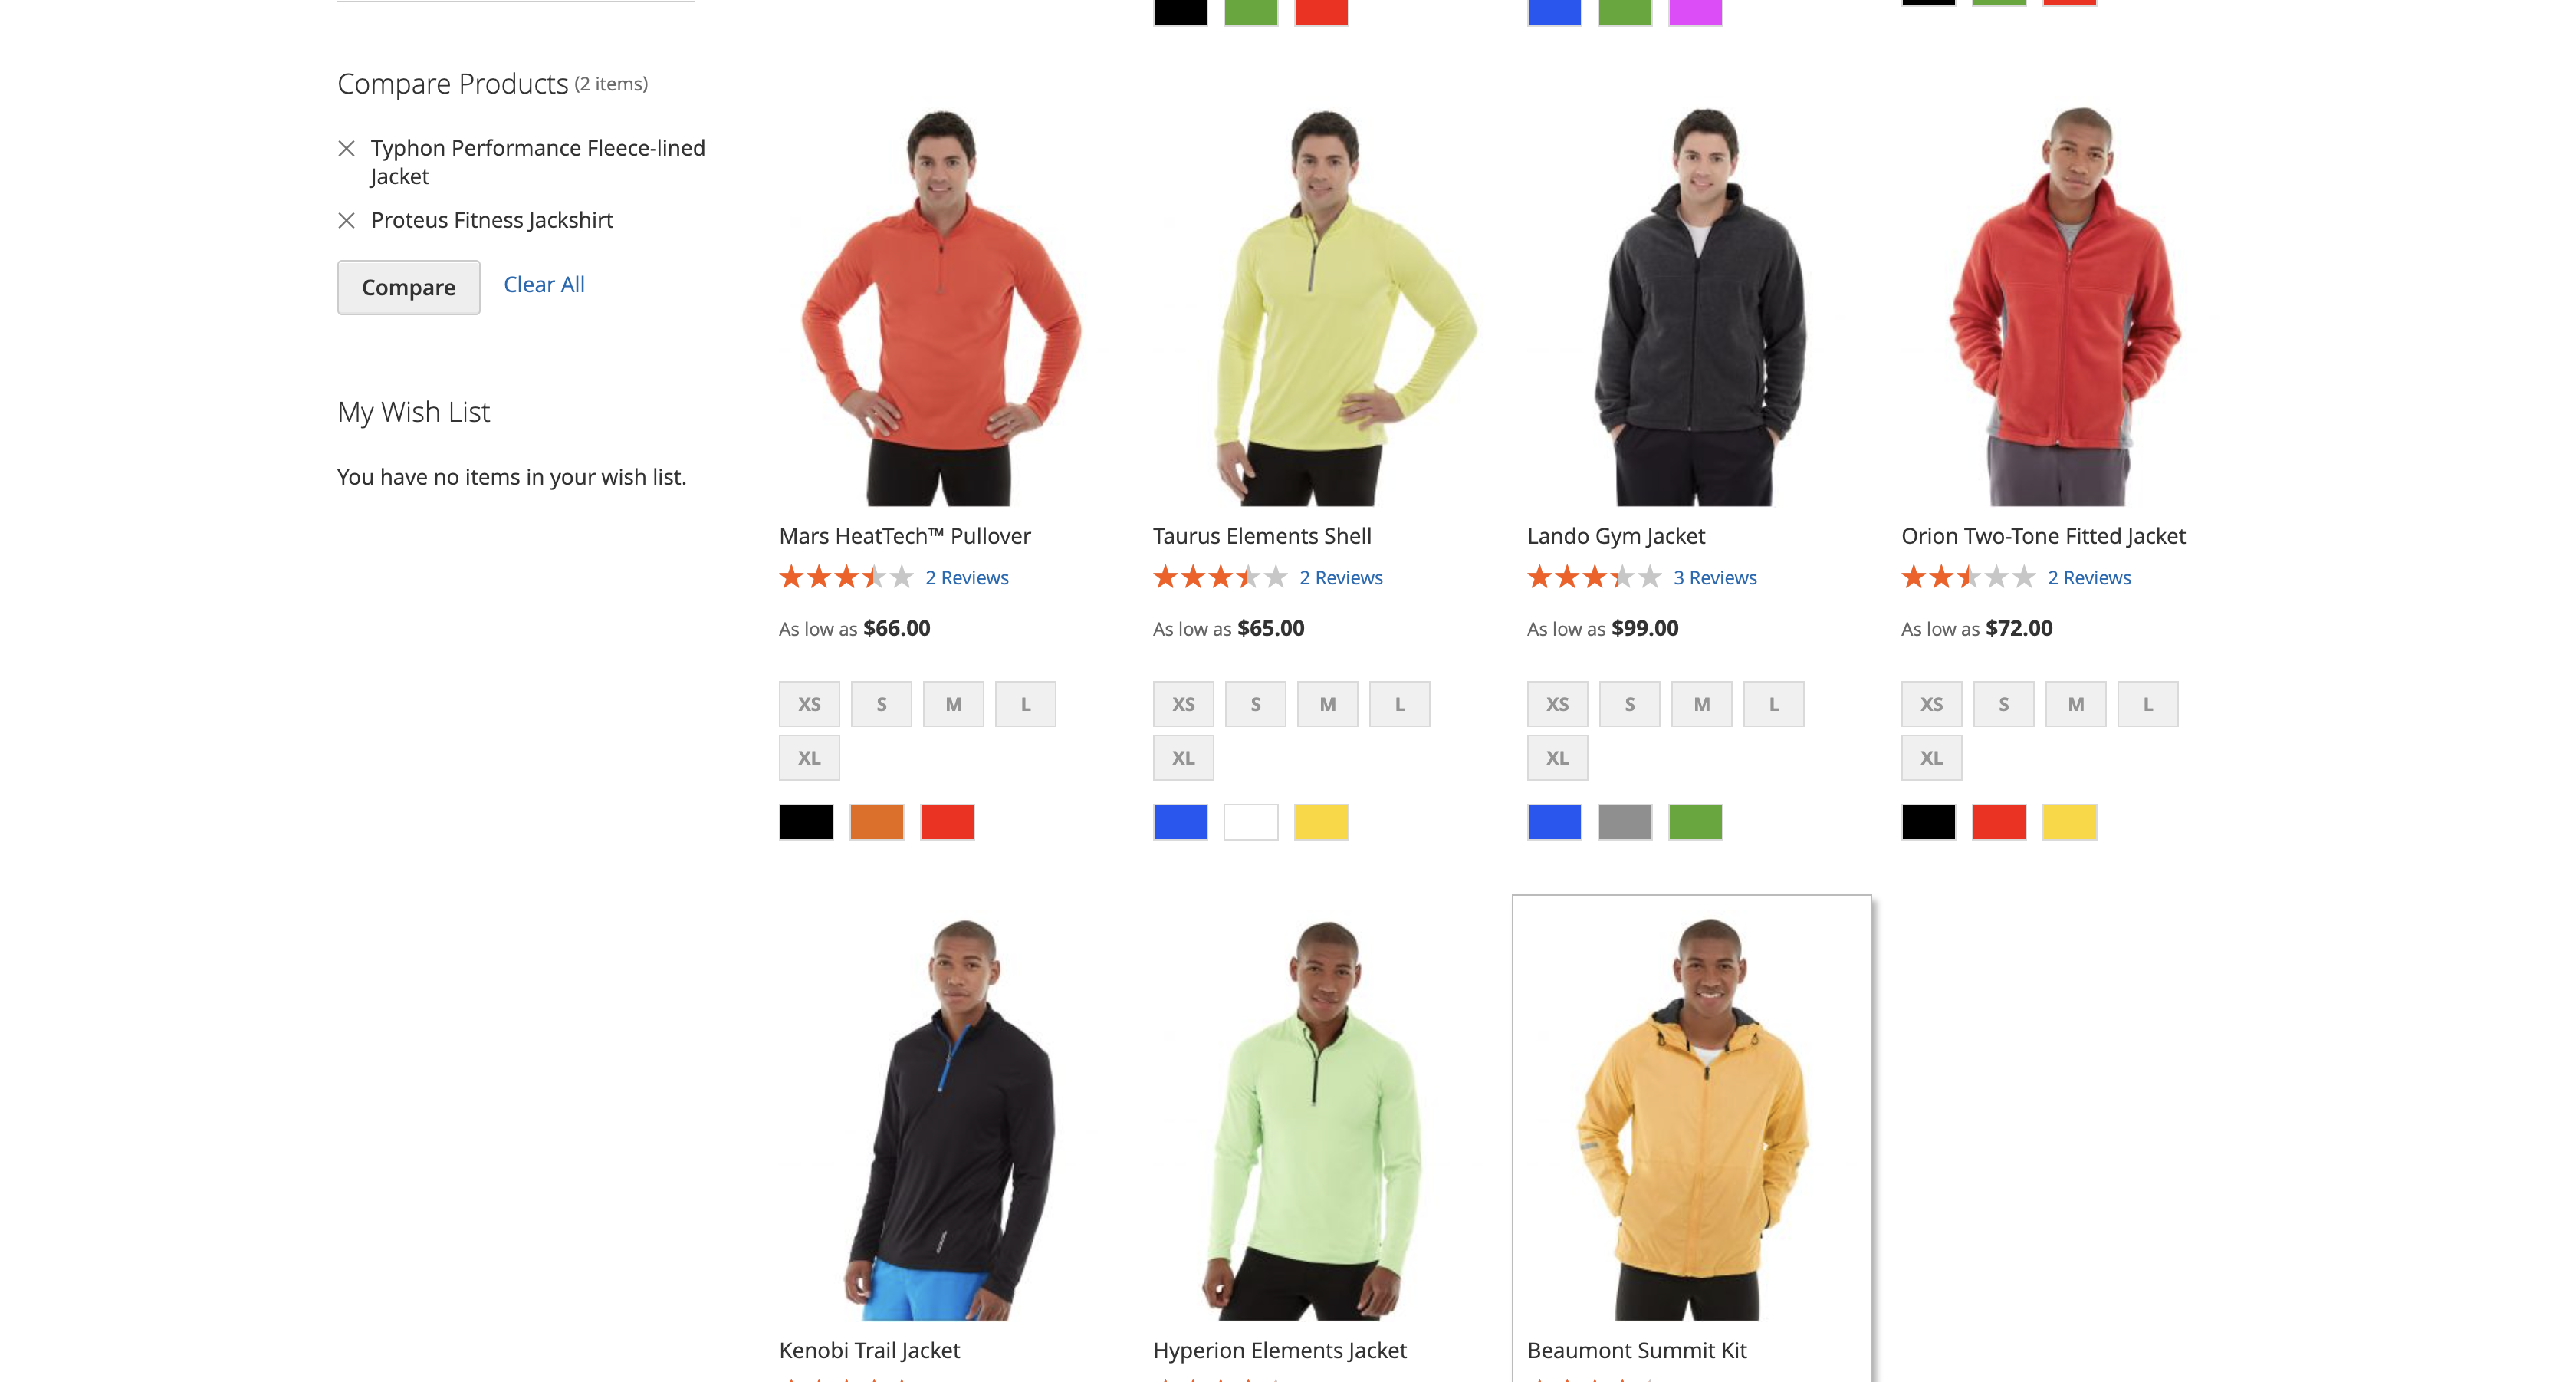 Compare Products (2 items)
Typhon Performance Fleece-lined
Jacket
Proteus Fitness Jackshirt
Compare Clear All
My Wish List
You have no items in your wish list.
Mars HeatTech™ Pullover
2 Reviews
As low as $66.00
XS S M L
XL
Taurus Elements Shell
2 Reviews
As low as $65.00
XS S M L
XL
Lando Gym Jacket
3 Reviews
As low as $99.00
XS S M L
XL
Orion Two-Tone Fitted Jacket
2 Reviews
As low as $72.00
XS S M L
XL
Kenobi Trail Jacket
Hyperion Elements Jacket
Beaumont Summit Kit